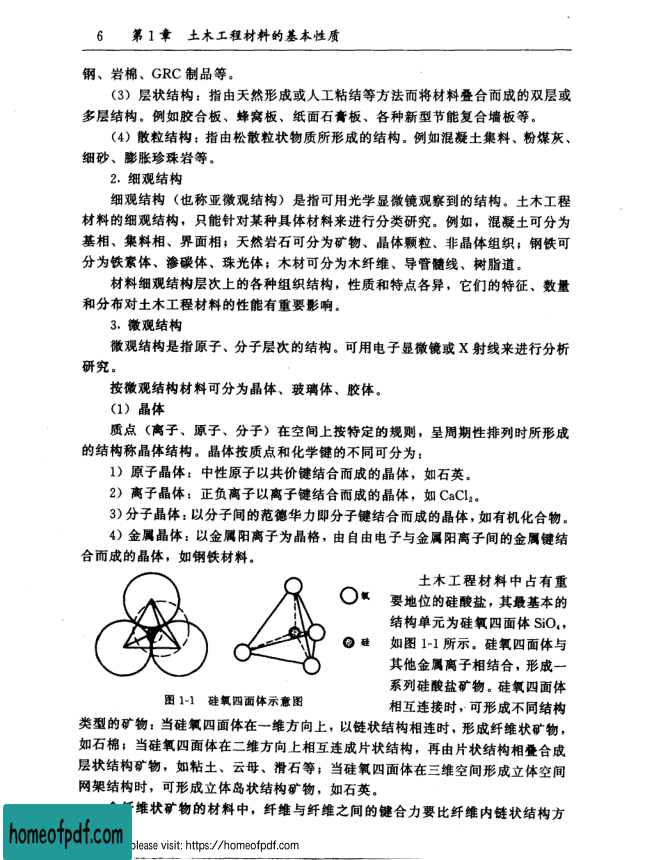 6 第1章 土木工程材料的基本性质
钢、岩棉、GRC 制品等。
(3) 层状结构：指由天然形成或人工粘结等方法而将材料叠合而成的双层或
多层结构。例如胶合板、蜂窝板、纸面石膏板、各种新型节能复合墙板等。
(4) 散粒结构：指由松散粒状物质所形成的结构。例如混凝土集料、粉煤灰、
细砂、膨胀珍珠岩等。
2. 细观结构
细观结构（也称亚微观结构）是指可用光学显微镜观察到的结构。土木工程
材料的细观结构，只能针对某种具体材料来进行分类研究。例如，混凝土可分为
基相、集料相、界面相；天然岩石可分为矿物、晶体颗粒、非晶体组织；钢铁可
分为铁素体、渗碳体、珠光体；木材可分为木纤维、导管髓线、树脂道。
材料细观结构层次上的各种组织结构，性质和特点各异，它们的特征、数量
和分布对土木工程材料的性能有重要影响。
3. 微观结构
微观结构是指原子、分子层次的结构。可用电子显微镜或 X 射线来进行分析
研究。
按微观结构材料可分为晶体、玻璃体、胶体。
(1) 晶体
质点（离子、原子、分子）在空间上按特定的规则，呈周期性排列时所形成
的结构称晶体结构。晶体按质点和化学键的不同可分为：
1) 原子晶体：中性原子以共价键结合而成的晶体，如石英。
2) 离子晶体：正负离子以离子键结合而成的晶体，如 CaCl₂。
3) 分子晶体：以分子间的范德华力即分子键结合而成的晶体，如有机化合物。
4) 金属晶体：以金属阳离子为晶格，由自由电子与金属阳离子间的金属键结
合而成的晶体，如钢铁材料。
氧
硅
图 1-1 硅氧四面体示意图
土木工程材料中占有重
要地位的硅酸盐，其最基本的
结构单元为硅氧四面体 SiO₄，
如图 1-1 所示。硅氧四面体与
其他金属离子相结合，形成一
系列硅酸盐矿物。硅氧四面体
相互连接时，可形成不同结构
类型的矿物：当硅氧四面体在一维方向上，以链状结构相连时，形成纤维状矿物，
如石棉；当硅氧四面体在二维方向上相互连成片状结构，再由片状结构相叠合成
层状结构矿物，如粘土、云母、滑石等；当硅氧四面体在三维空间形成立体空间
网架结构时，可形成立体岛状结构矿物，如石英。
维状矿物的材料中，纤维与纤维之间的键合力要比纤维内链状结构方
homeofpdf.com
please visit: https://homeofpdf.com